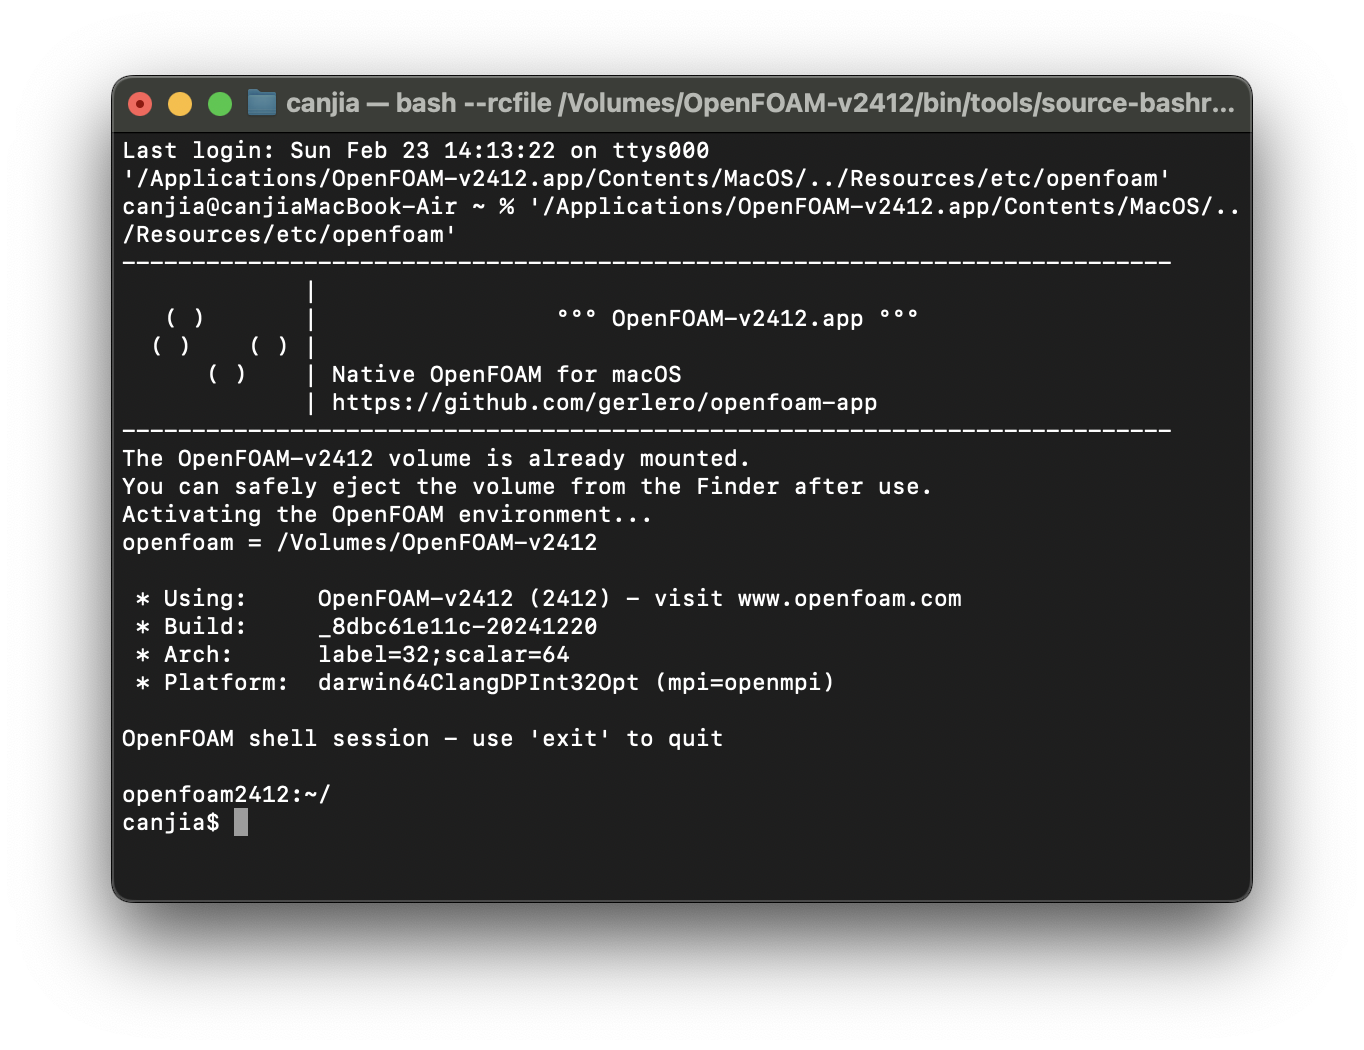 canjia — bash --rcfile /Volumes/OpenFOAM-v2412/bin/tools/source-bashr...
Last login: Sun Feb 23 14:13:22 on ttys000
'/Applications/OpenFOAM-v2412.app/Contents/MacOS/../Resources/etc/openfoam'
canjia@canjiaMacBook-Air ~ % '/Applications/OpenFOAM-v2412.app/Contents/MacOS/..
/Resources/etc/openfoam'
---------------------------------------------------------------------------
             |
   ( )       |                 °°° OpenFOAM-v2412.app °°°
  ( )    ( ) |
      ( )    | Native OpenFOAM for macOS
             | https://github.com/gerlero/openfoam-app
---------------------------------------------------------------------------
The OpenFOAM-v2412 volume is already mounted.
You can safely eject the volume from the Finder after use.
Activating the OpenFOAM environment...
openfoam = /Volumes/OpenFOAM-v2412
 * Using:     OpenFOAM-v2412 (2412) - visit www.openfoam.com
 * Build:     _8dbc61e11c-20241220
 * Arch:      label=32;scalar=64
 * Platform:  darwin64ClangDPInt32Opt (mpi=openmpi)
OpenFOAM shell session - use 'exit' to quit
openfoam2412:~/
canjia$